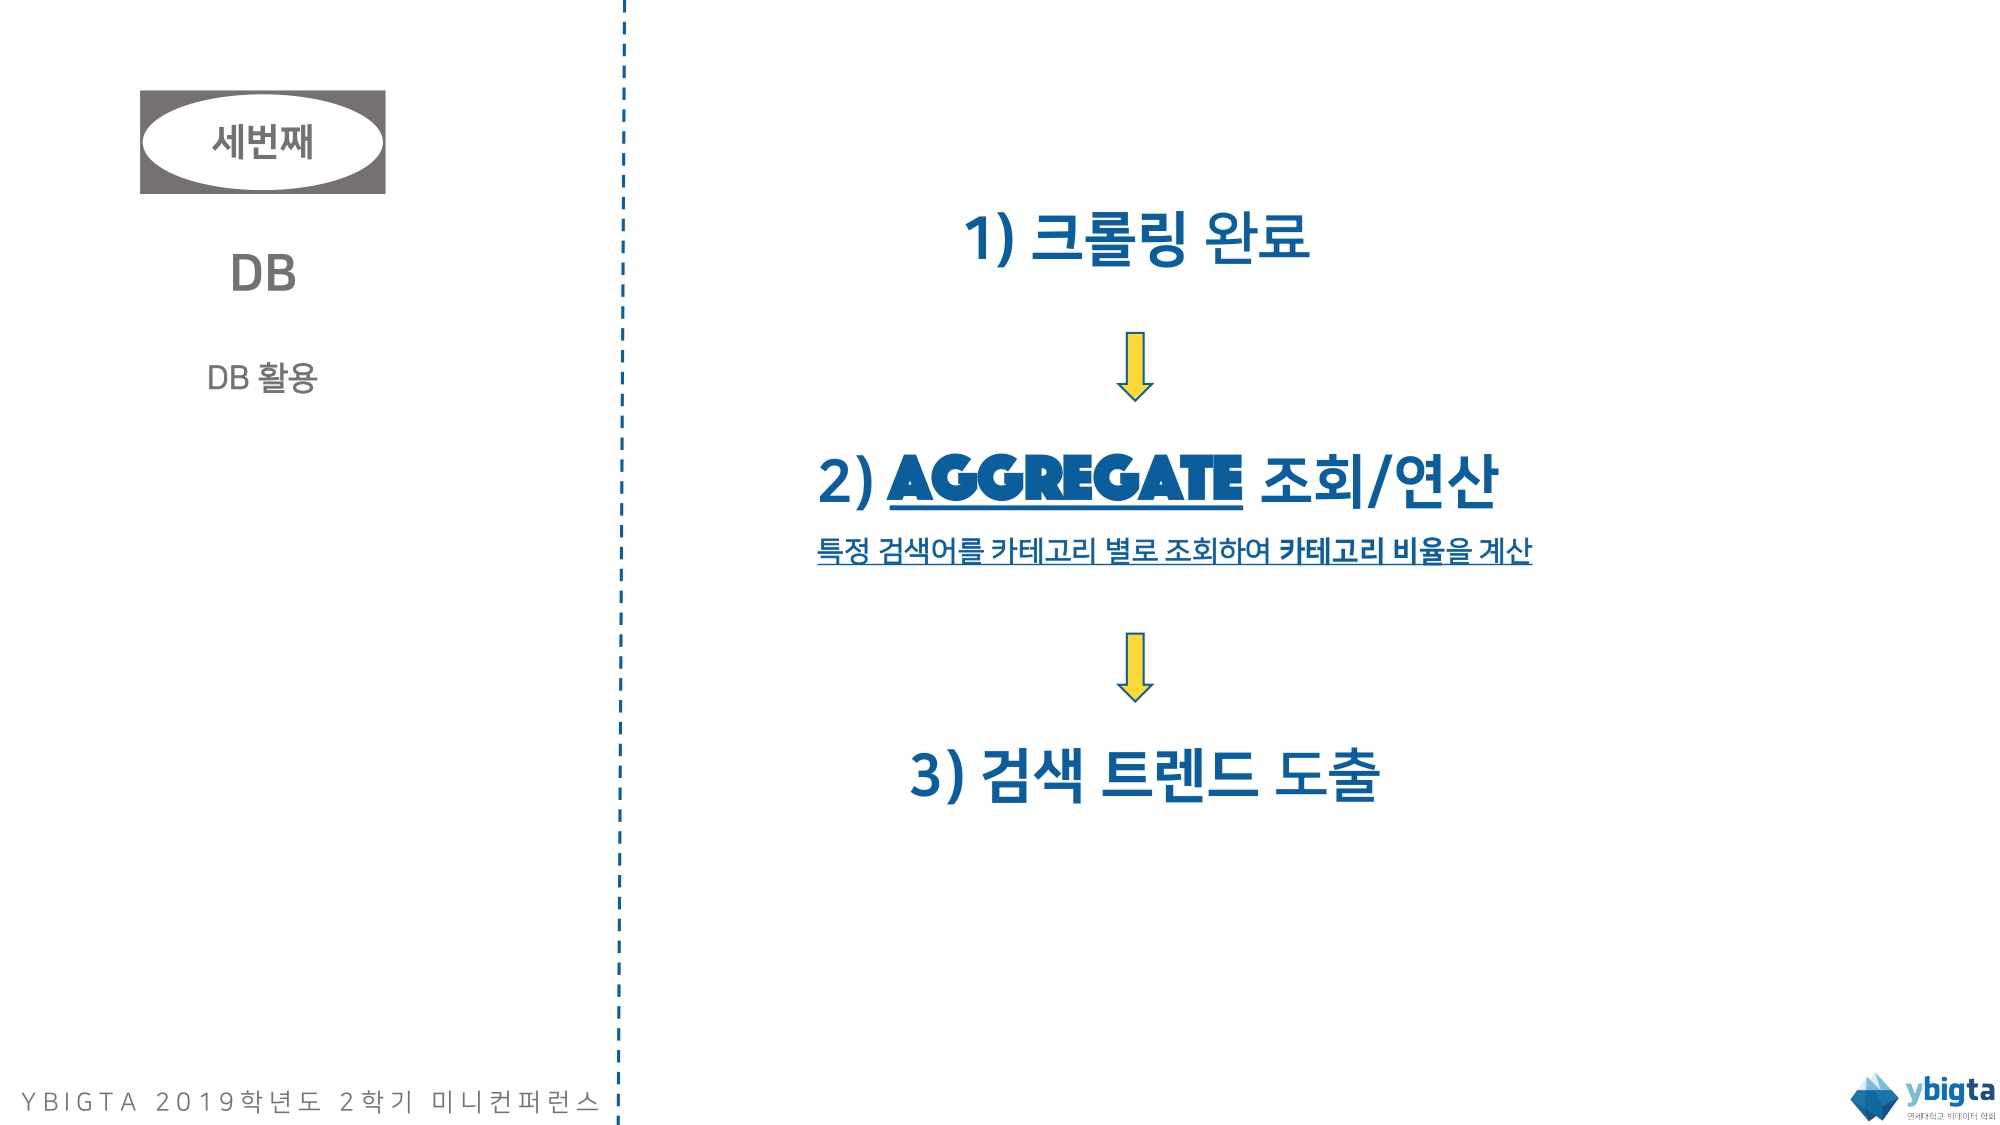 세번째
DB
DB 활용
1) 크롤링 완료
2) AGGREGATE 조회/연산
특정 검색어를 카테고리 별로 조회하여 카테고리 비율을 계산
3) 검색 트렌드 도출
YBIGTA 2019학년도 2학기 미니컨퍼런스
ybigta
연세대학교 빅데이터 학회